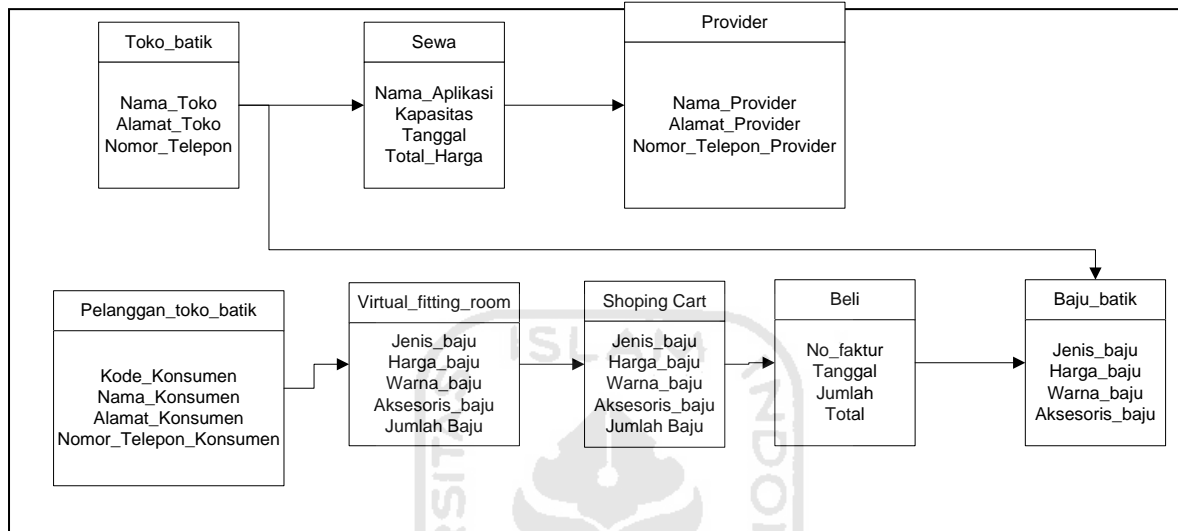 Toko_batik
Nama_Toko
Alamat_Toko
Nomor_Telepon
Sewa
Nama_Aplikasi
Kapasitas
Tanggal
Total_Harga
Provider
Nama_Provider
Alamat_Provider
Nomor_Telepon_Provider
Pelanggan_toko_batik
Kode_Konsumen
Nama_Konsumen
Alamat_Konsumen
Nomor_Telepon_Konsumen
Virtual_fitting_room
Jenis_baju
Harga_baju
Warna_baju
Aksesoris_baju
Jumlah Baju
Shoping Cart
Jenis_baju
Harga_baju
Warna_baju
Aksesoris_baju
Jumlah Baju
Beli
No_faktur
Tanggal
Jumlah
Total
Baju_batik
Jenis_baju
Harga_baju
Warna_baju
Aksesoris_baju
ISLAM